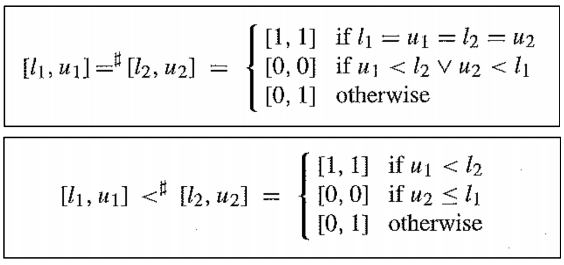 [l₁, u₁] =♯ [l₂, u₂] = { [1, 1] if l₁ = u₁ = l₂ = u₂
[0, 0] if u₁ < l₂ ∨ u₂ < l₁
[0, 1] otherwise
[l₁, u₁] <♯ [l₂, u₂] = { [1, 1] if u₁ < l₂
[0, 0] if u₂ ≤ l₁
[0, 1] otherwise